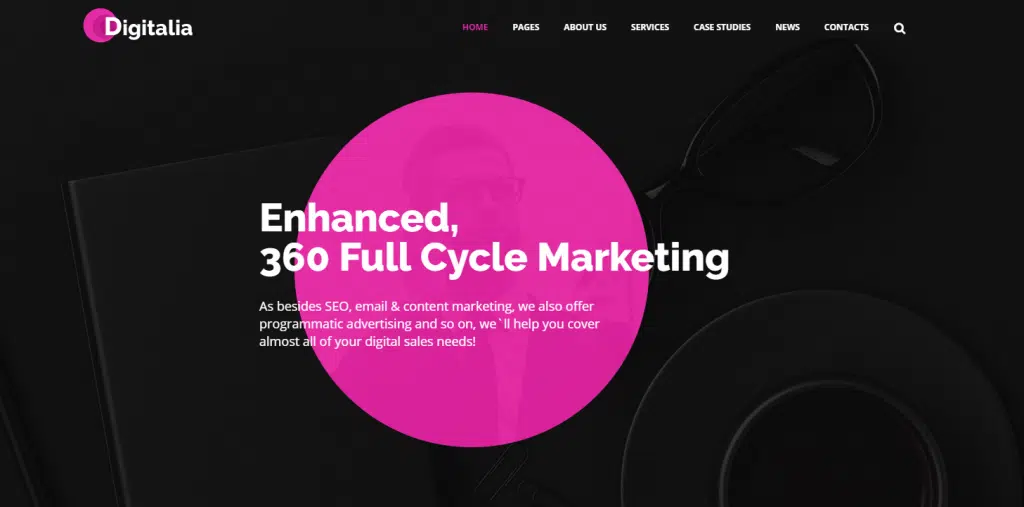 Digitalia
HOME PAGES ABOUT US SERVICES CASE STUDIES NEWS CONTACTS
Enhanced,
360 Full Cycle Marketing
As besides SEO, email & content marketing, we also offer
programmatic advertising and so on, we`ll help you cover
almost all of your digital sales needs!